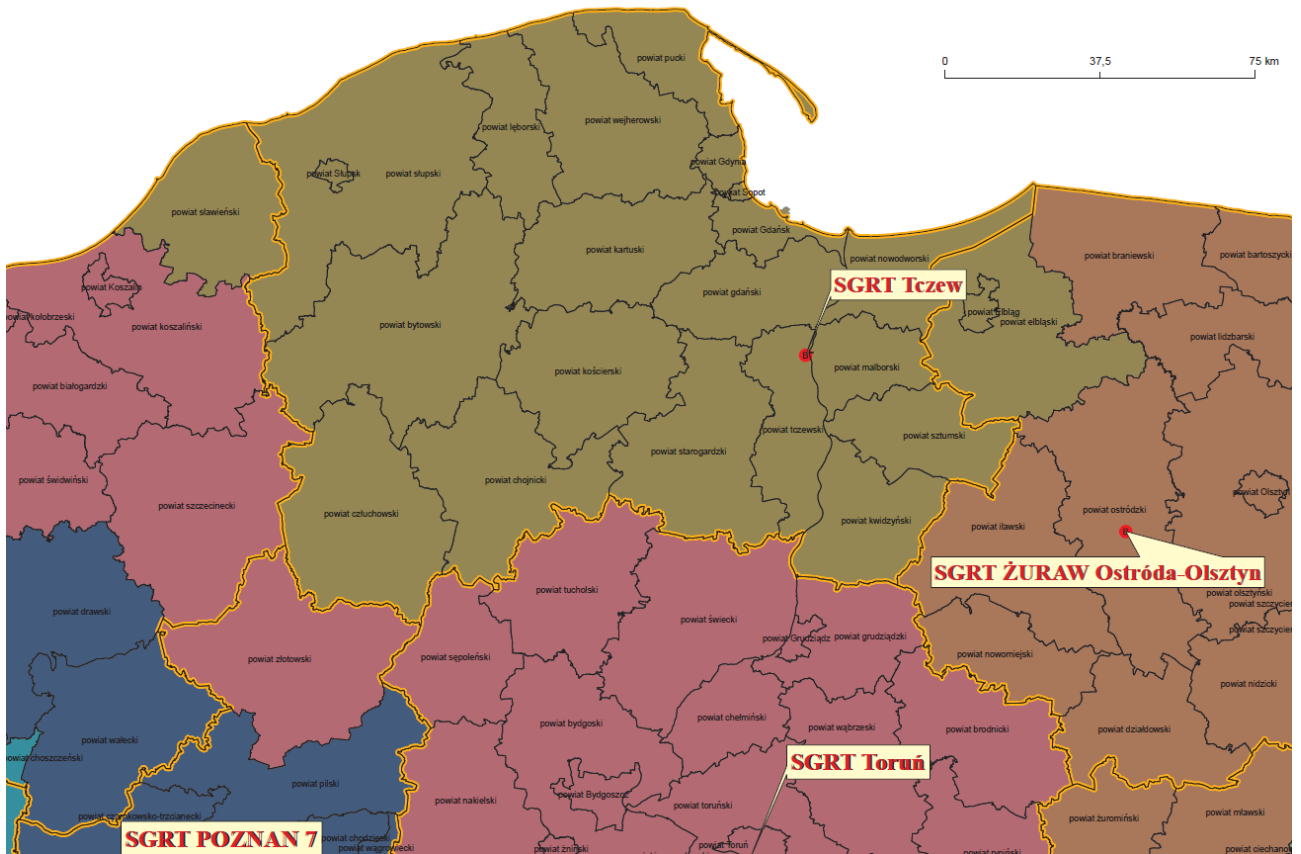 powiat pucki
0 37,5 75 km
powiat lęborski
powiat wejherowski
powiat Gdynia
powiat Słupsk
powiat słupski
powiat Sopot
powiat sławieński
powiat Gdańsk
powiat kartuski
powiat nowodworski
powiat braniewski
powiat bartoszycki
powiat Koszalin
powiat gdański
SGRT Tczew
powiat kołobrzeski
powiat koszaliński
powiat bytowski
powiat Elbląg
powiat elbląski
powiat lidzbarski
powiat białogardzki
powiat kościerski
powiat malborski
powiat tczewski
powiat sztumski
powiat starogardzki
powiat świdwiński
powiat szczecinecki
powiat chojnicki
powiat Olsztyn
powiat człuchowski
powiat kwidzyński
powiat iławski
powiat ostródzki
SGRT ŻURAW Ostróda-Olsztyn
powiat tucholski
powiat olsztyński
powiat drawski
powiat świecki
powiat Grudziądz
powiat grudziądzki
powiat złotowski
powiat sępoleński
powiat nowomiejski
powiat nidzicki
powiat bydgoski
powiat chełmiński
powiat wąbrzeski
powiat brodnicki
powiat działdowski
powiat wałecki
powiat choszczeński
SGRT Toruń
powiat pilski
powiat Bydgoszcz
powiat nakielski
powiat toruński
powiat żuromiński
powiat mławski
SGRT POZNAN 7
powiat Toruń
powiat wągrowiecki
powiat żniński